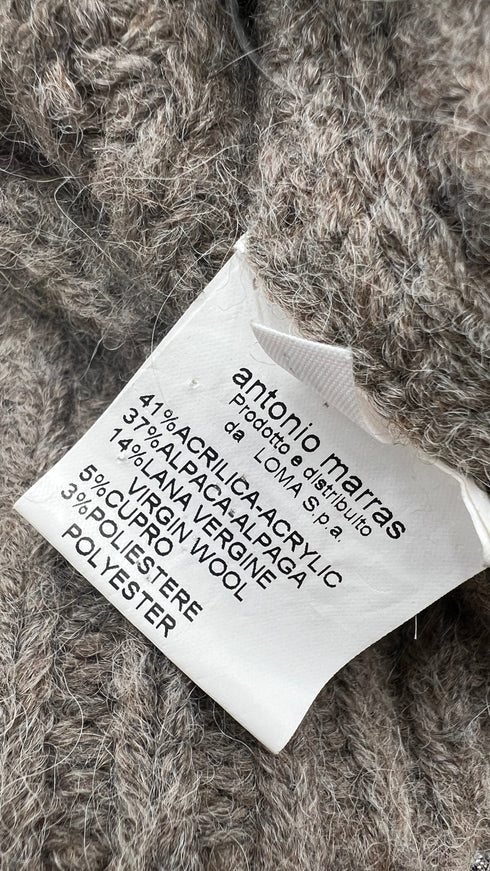 antonio marras
Prodotto e distribuito
da LOMA S.p.a.
41%ACRILICA-ACRYLIC
37%ALPACA-ALPAGA
14%LANA VERGINE
VIRGIN WOOL
5%CUPRO
3%POLIESTERE
POLYESTER